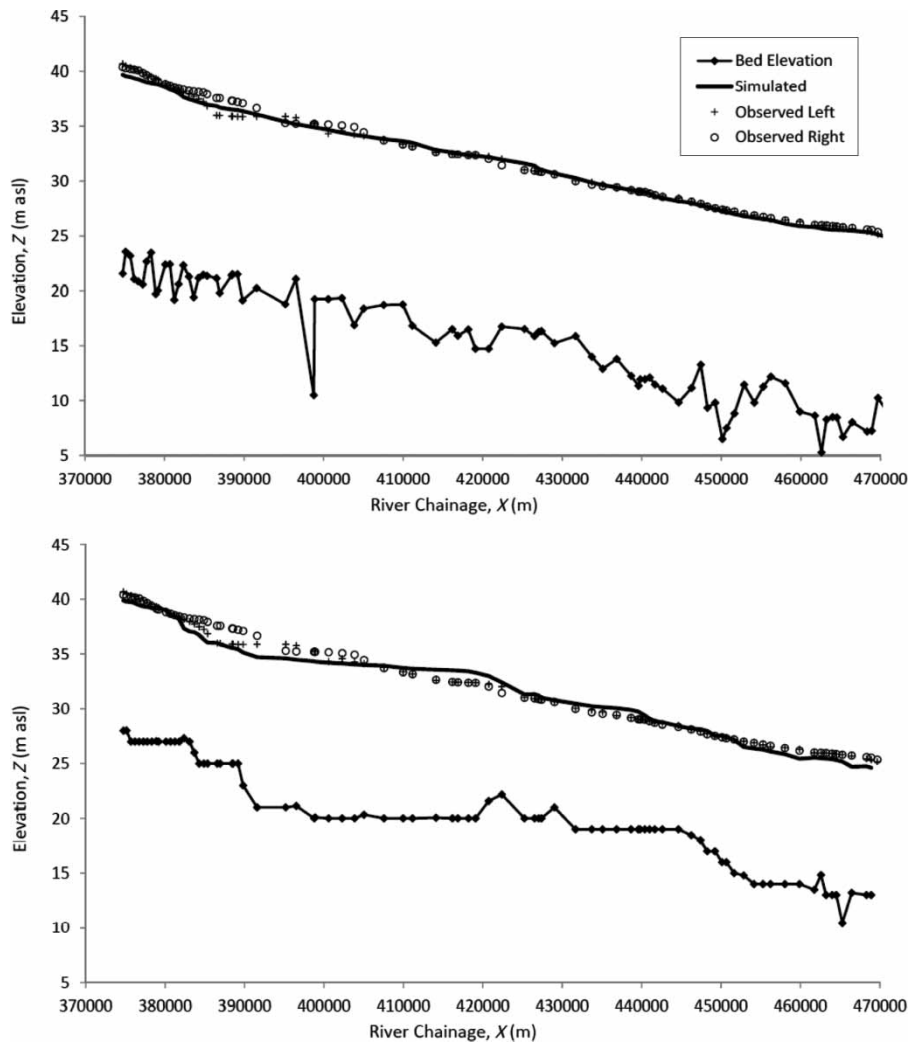 45
40
35
30
25
20
15
10
5
Elevation, Z (m asl)
Bed Elevation
Simulated
Observed Left
Observed Right
370000 380000 390000 400000 410000 420000 430000 440000 450000 460000 470000
River Chainage, X (m)
45
40
35
30
25
20
15
10
5
Elevation, Z (m asl)
370000 380000 390000 400000 410000 420000 430000 440000 450000 460000 470000
River Chainage, X (m)